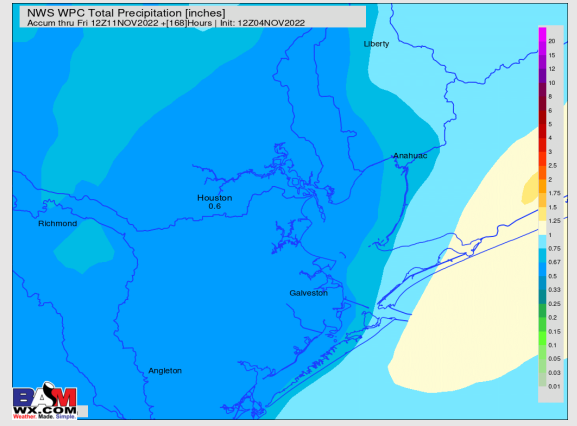 NWS WPC Total Precipitation [inches]
Accum thru Fri 12Z11NOV2022 +[168]Hours | Init: 12Z04NOV2022
Liberty
Anahuac
Houston
0.6
Richmond
Galveston
Angleton
20
15
12
10
8
6
5
4
3
2.5
2
1.75
1.5
1.25
1
0.75
0.67
0.5
0.33
0.25
0.2
0.15
0.1
0.05
0.03
0.01
BAM
WX.COM
Weather. Made. Simple.